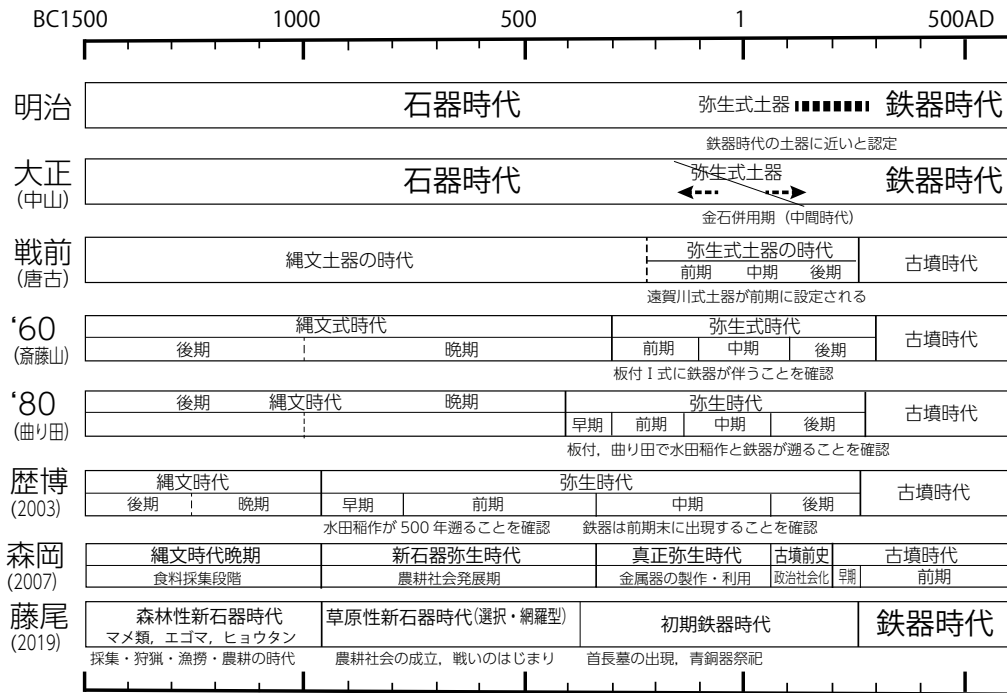 BC1500 1000 500 1 500AD
明治 石器時代 弥生式土器 鉄器時代
鉄器時代の土器に近いと認定
大正 石器時代 弥生式土器 鉄器時代
(中山)
金石併用期（中間時代）
戦前 縄文土器の時代 弥生式土器の時代 古墳時代
(唐古) 前期 中期 後期
遠賀川式土器が前期に設定される
‘60 縄文式時代 弥生式時代 古墳時代
(斎藤山) 後期 晩期 前期 中期 後期
板付Ⅰ式に鉄器が伴うことを確認
‘80 後期 縄文時代 晩期 弥生時代 古墳時代
(曲り田) 早期 前期 中期 後期
板付，曲り田で水田稲作と鉄器が遡ることを確認
歴博 縄文時代 弥生時代 古墳時代
(2003) 後期 晩期 早期 前期 中期 後期
水田稲作が500年遡ることを確認 鉄器は前期末に出現することを確認
森岡 縄文時代晩期 新石器弥生時代 真正弥生時代 古墳前史 古墳時代
(2007) 食料採集段階 農耕社会発展期 金属器の製作・利用 政治社会化 早期 前期
藤尾 森林性新石器時代 草原性新石器時代(選択・網羅型) 初期鉄器時代 鉄器時代
(2019) マメ類，エゴマ，ヒョウタン
採集・狩猟・漁撈・農耕の時代 農耕社会の成立，戦いのはじまり 首長墓の出現，青銅器祭祀